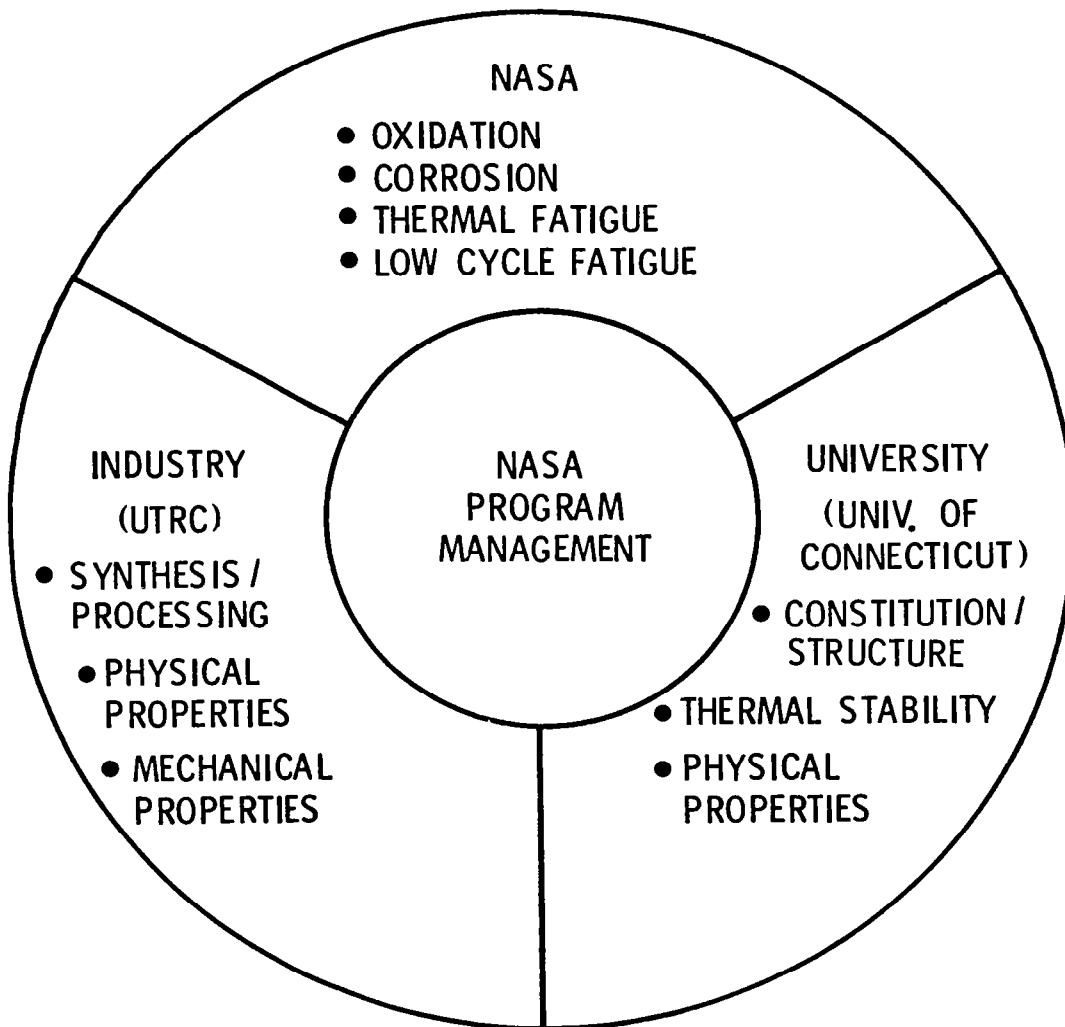 NASA
• OXIDATION
• CORROSION
• THERMAL FATIGUE
• LOW CYCLE FATIGUE
INDUSTRY
(UTRC)
• SYNTHESIS/
PROCESSING
• PHYSICAL
PROPERTIES
• MECHANICAL
PROPERTIES
NASA
PROGRAM
MANAGEMENT
UNIVERSITY
(UNIV. OF
CONNECTICUT)
• CONSTITUTION/
STRUCTURE
• THERMAL STABILITY
• PHYSICAL
PROPERTIES